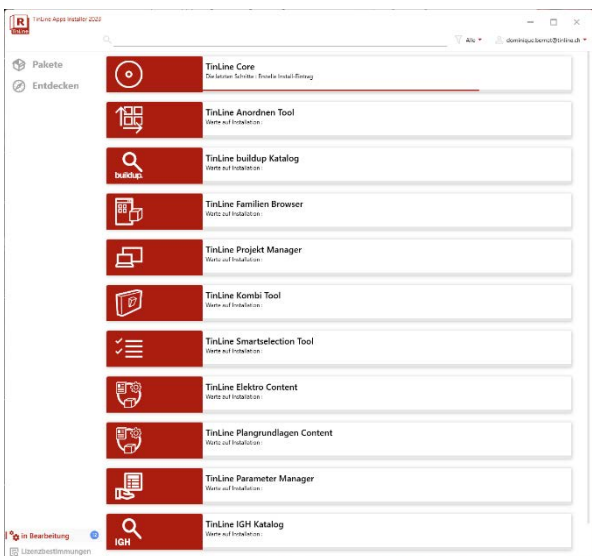 R
TinLine
TinLine Apps Installer 2023
Alle
dominique.bernet@tinline.ch
Pakete
Entdecken
TinLine Core
Die letzten Schritte : Erstelle Install-Eintrag
TinLine Anordnen Tool
Warte auf Installation :
buildup.
TinLine buildup Katalog
Warte auf Installation :
TinLine Familien Browser
Warte auf Installation :
TinLine Projekt Manager
Warte auf Installation :
TinLine Kombi Tool
Warte auf Installation :
TinLine Smartselection Tool
Warte auf Installation :
TinLine Elektro Content
Warte auf Installation :
TinLine Plangrundlagen Content
Warte auf Installation :
TinLine Parameter Manager
Warte auf Installation :
IGH
TinLine IGH Katalog
Warte auf Installation :
in Bearbeitung
Lizenzbestimmungen